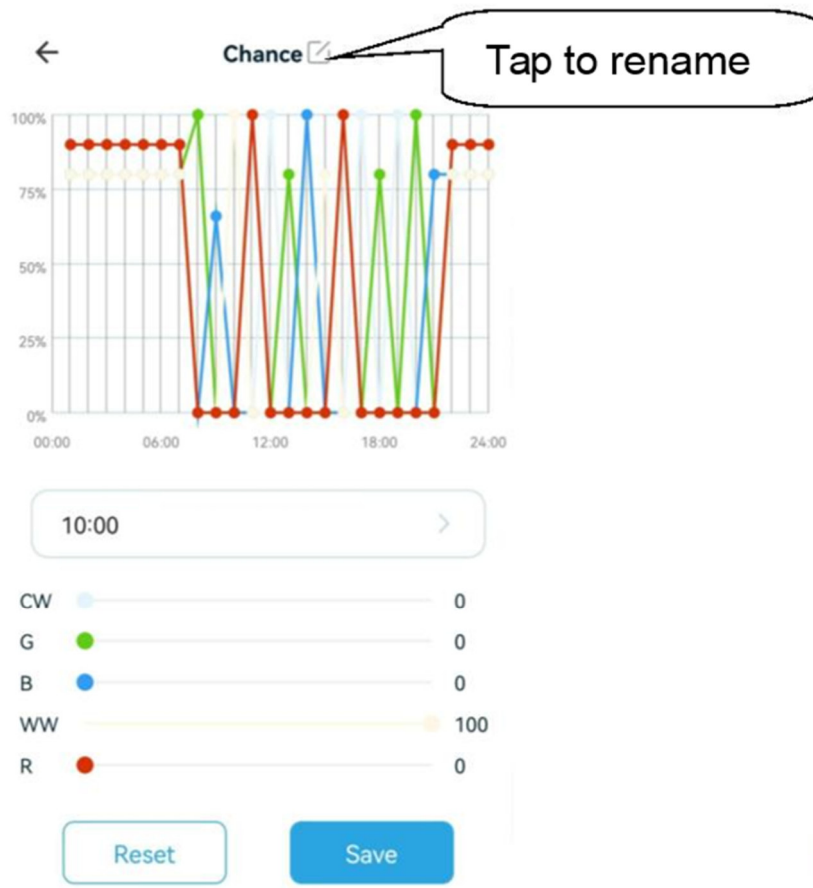 Chance
Tap to rename
100%
75%
50%
25%
0%
00:00 06:00 12:00 18:00 24:00
10:00
CW 0
G 0
B 0
WW 100
R 0
Reset Save